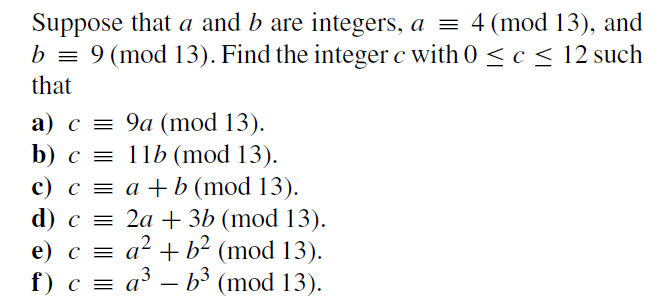 Suppose that a and b are integers, a ≡ 4 (mod 13), and
b ≡ 9 (mod 13). Find the integer c with 0 ≤ c ≤ 12 such
that
a) c ≡ 9a (mod 13).
b) c ≡ 11b (mod 13).
c) c ≡ a + b (mod 13).
d) c ≡ 2a + 3b (mod 13).
e) c ≡ a² + b² (mod 13).
f) c ≡ a³ − b³ (mod 13).